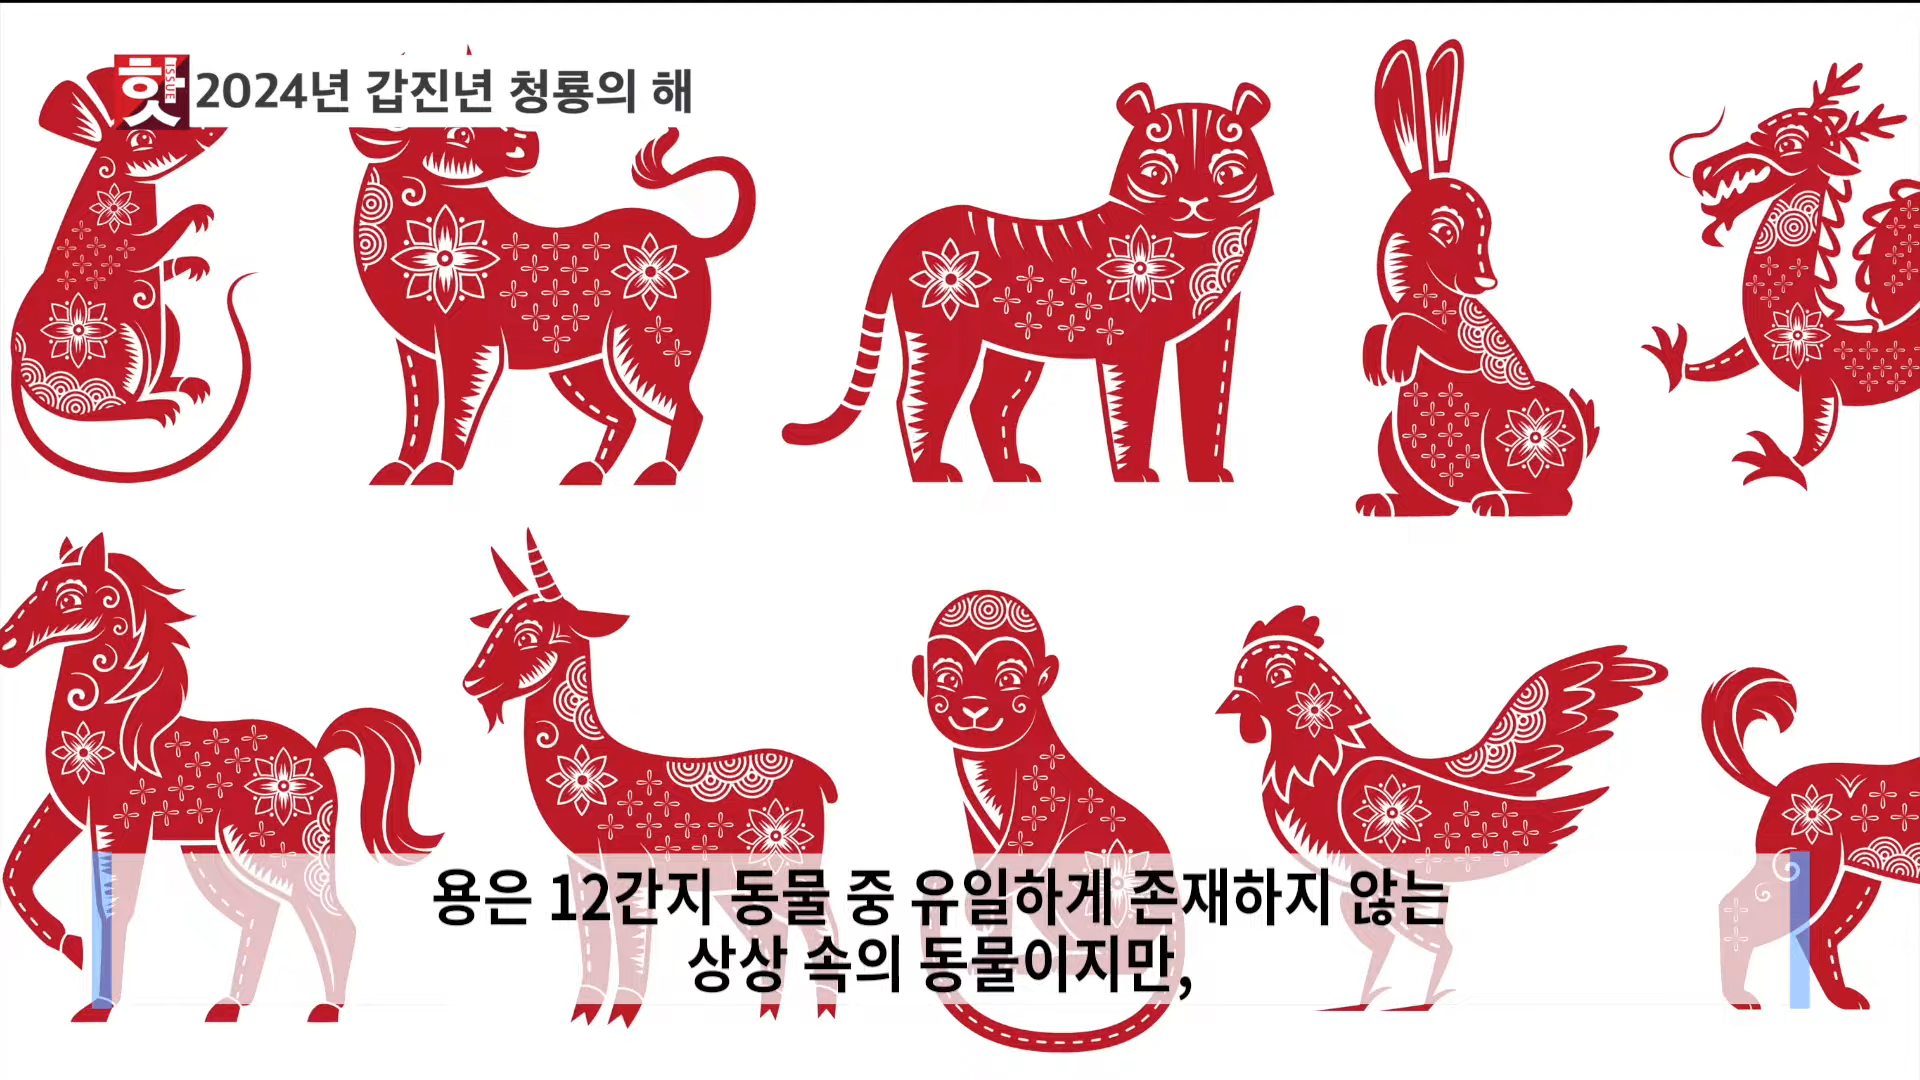 핫
ISSUE
2024년 갑진년 청룡의 해
용은 12간지 동물 중 유일하게 존재하지 않는
상상 속의 동물이지만,